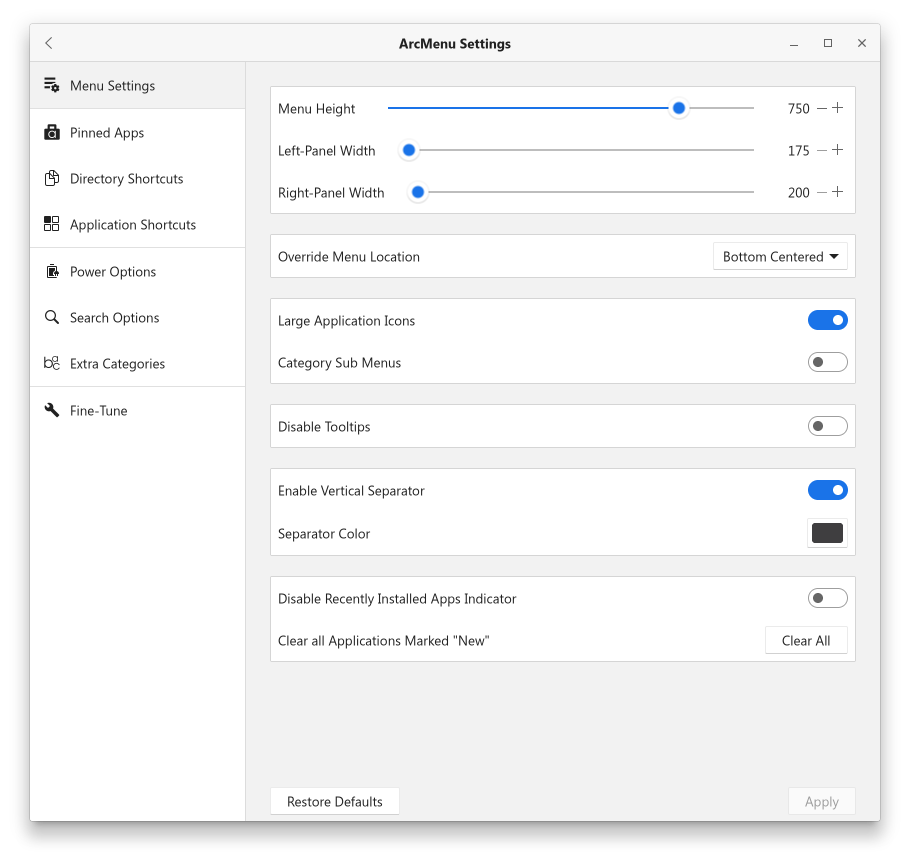 ArcMenu Settings
Menu Settings
Pinned Apps
Directory Shortcuts
Application Shortcuts
Power Options
Search Options
Extra Categories
Fine-Tune
Menu Height 750
Left-Panel Width 175
Right-Panel Width 200
Override Menu Location Bottom Centered
Large Application Icons
Category Sub Menus
Disable Tooltips
Enable Vertical Separator
Separator Color
Disable Recently Installed Apps Indicator
Clear all Applications Marked "New" Clear All
Restore Defaults Apply